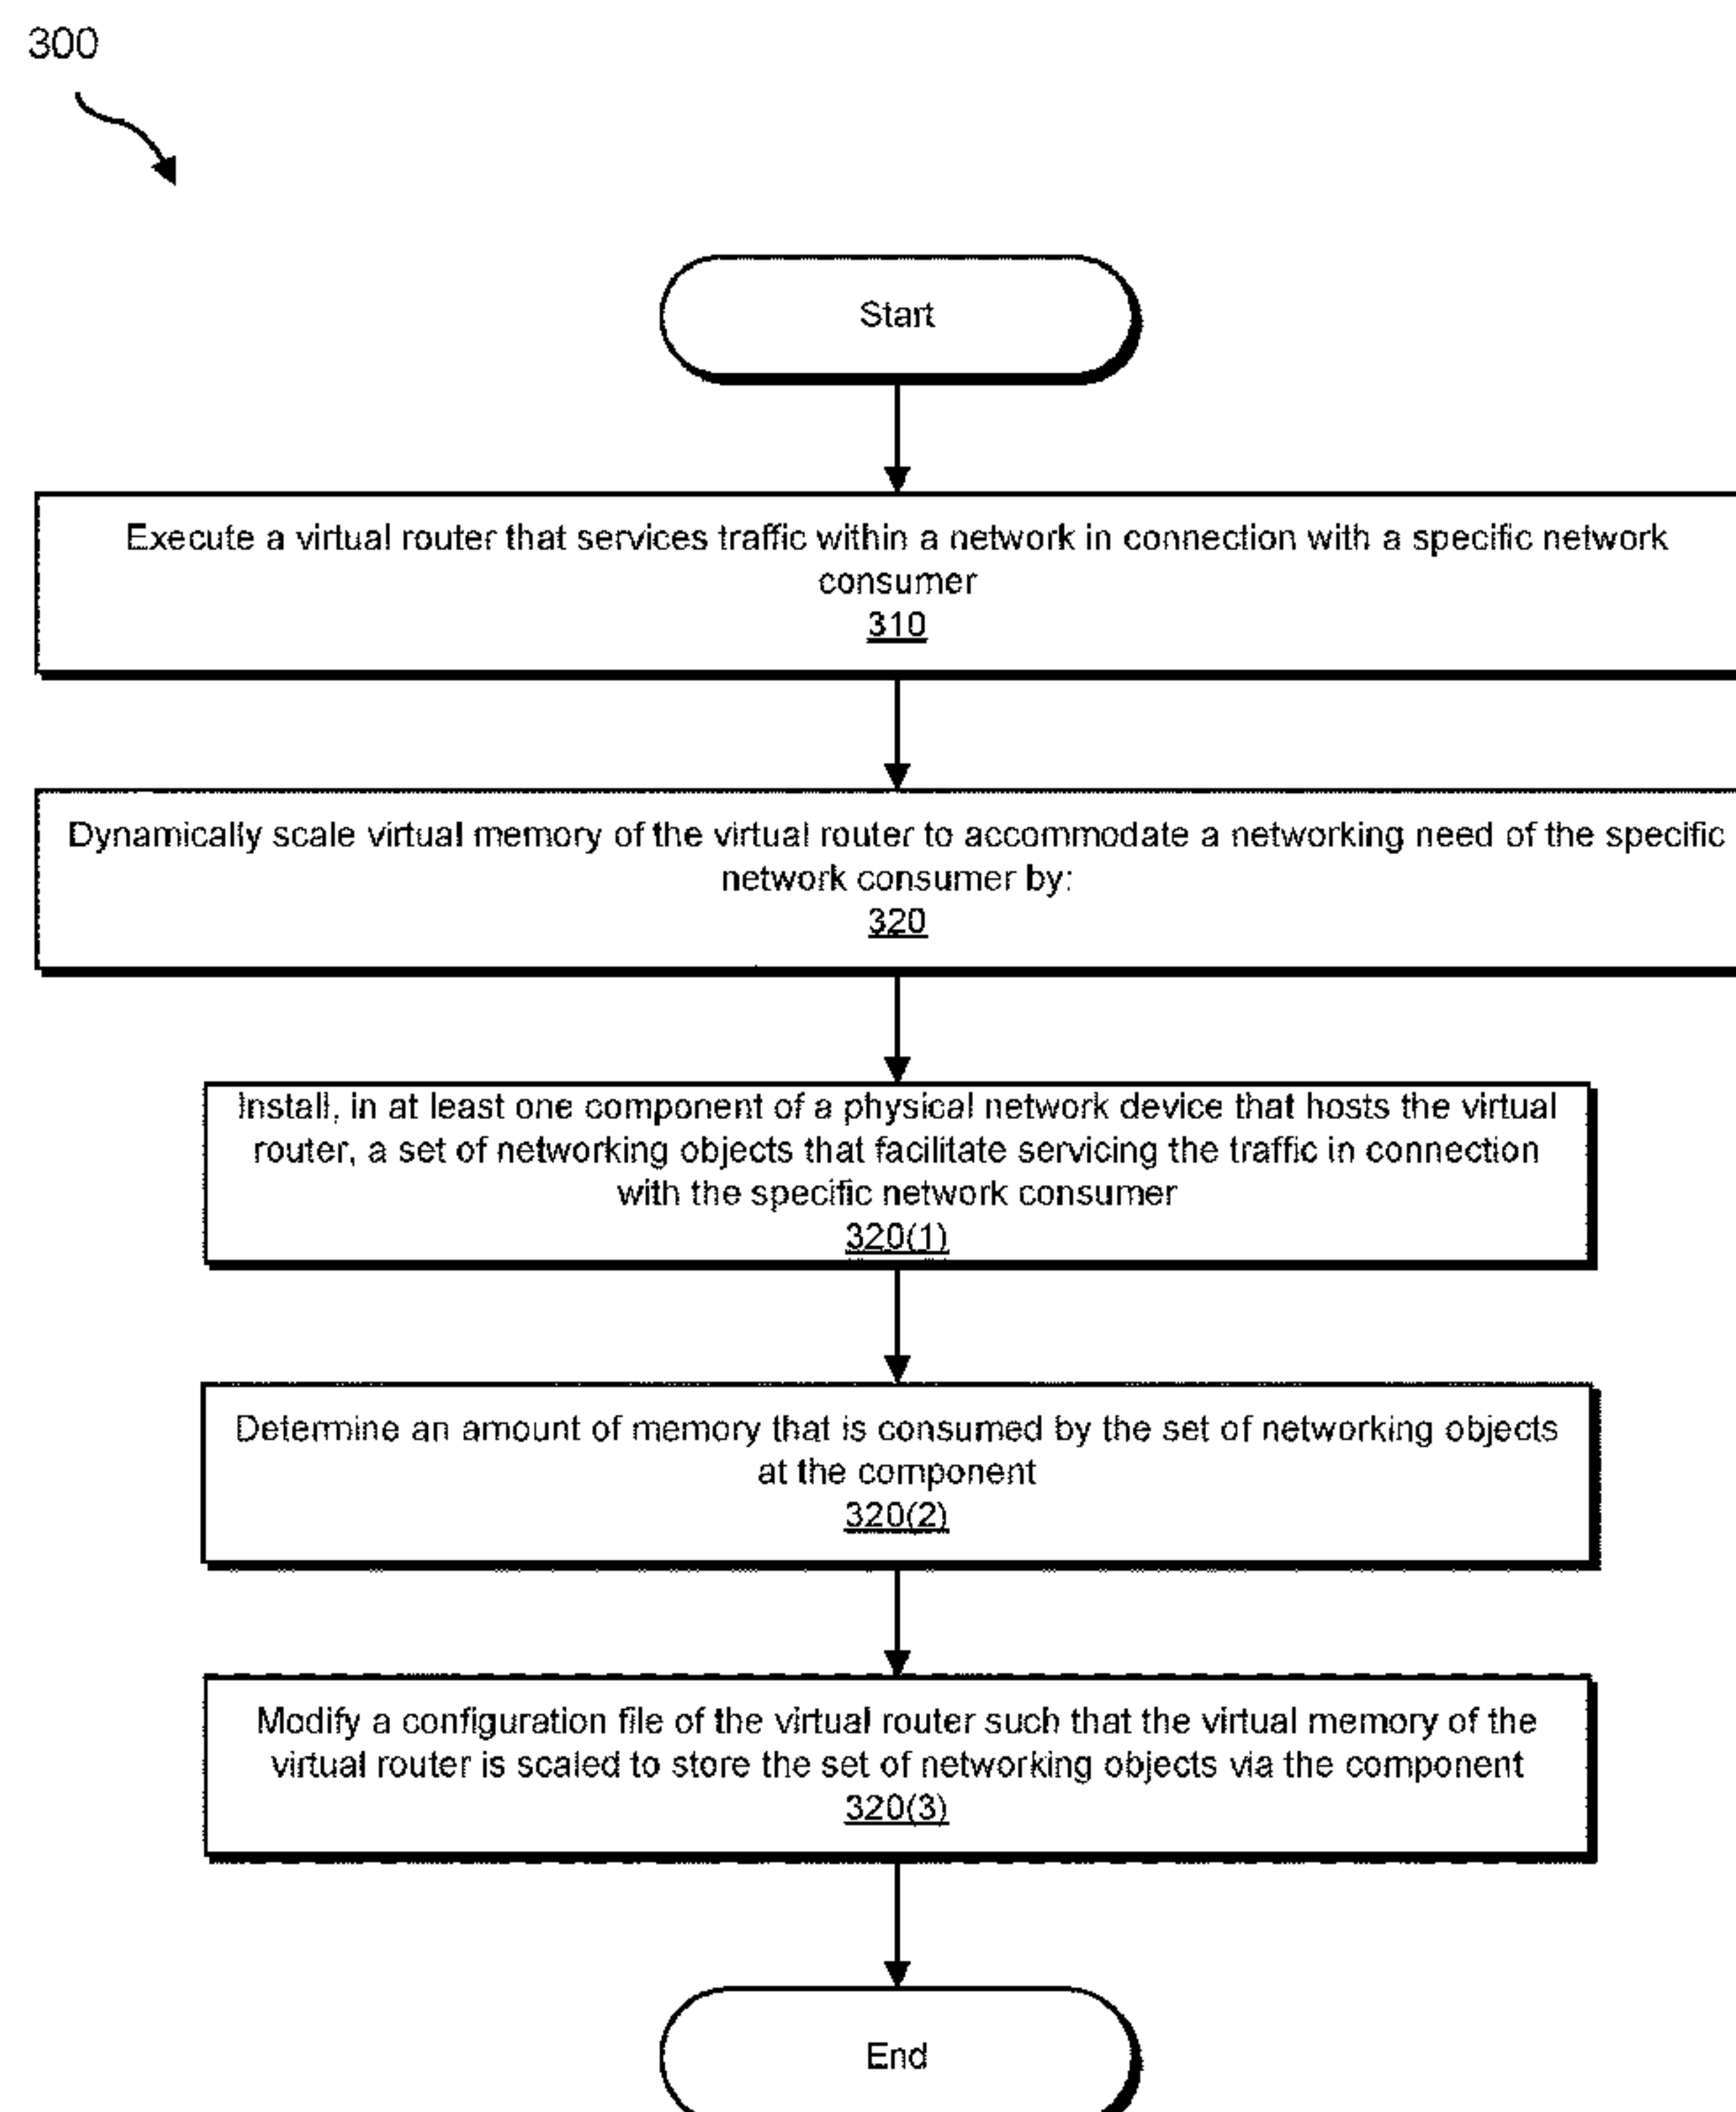 300
Start
Execute a virtual router that services traffic within a network in connection with a specific network
consumer
310
Dynamically scale virtual memory of the virtual router to accommodate a networking need of the specific
network consumer by:
320
Install, in at least one component of a physical network device that hosts the virtual
router, a set of networking objects that facilitate servicing the traffic in connection
with the specific network consumer
320(1)
Determine an amount of memory that is consumed by the set of networking objects
at the component
320(2)
Modify a configuration file of the virtual router such that the virtual memory of the
virtual router is scaled to store the set of networking objects via the component
320(3)
End